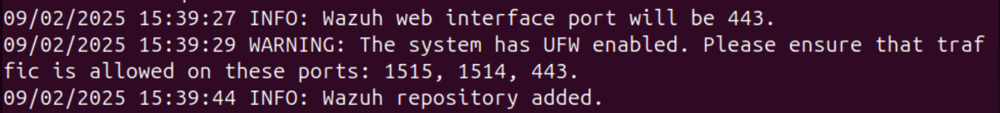 09/02/2025 15:39:27 INFO: Wazuh web interface port will be 443.
09/02/2025 15:39:29 WARNING: The system has UFW enabled. Please ensure that traf
fic is allowed on these ports: 1515, 1514, 443.
09/02/2025 15:39:44 INFO: Wazuh repository added.